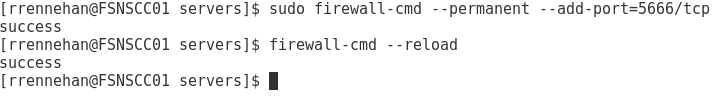 [rrennehan@FSNSCC01 servers]$ sudo firewall-cmd --permanent --add-port=5666/tcp
success
[rrennehan@FSNSCC01 servers]$ firewall-cmd --reload
success
[rrennehan@FSNSCC01 servers]$